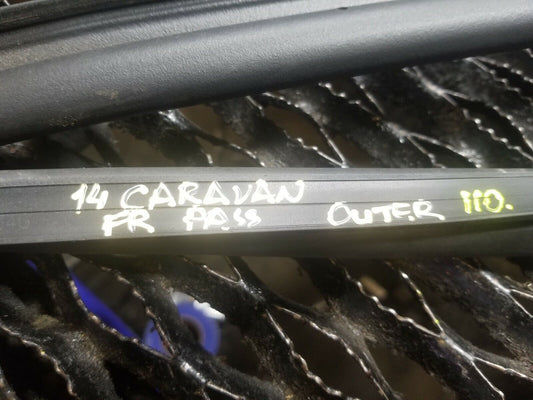 14 CARAVAN
FR PASS OUTER 110.